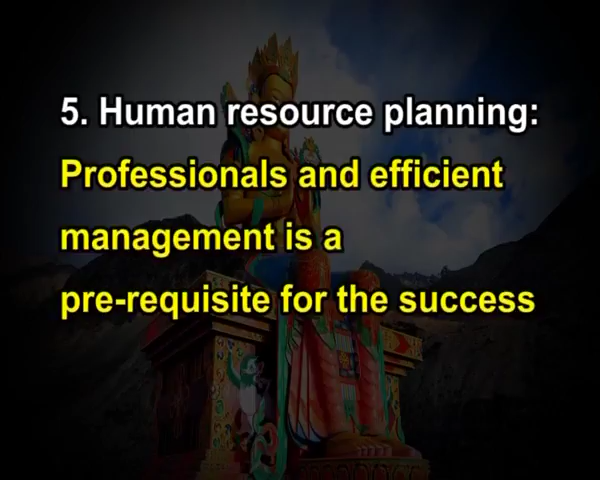 5. Human resource planning:
Professionals and efficient
management is a
pre-requisite for the success